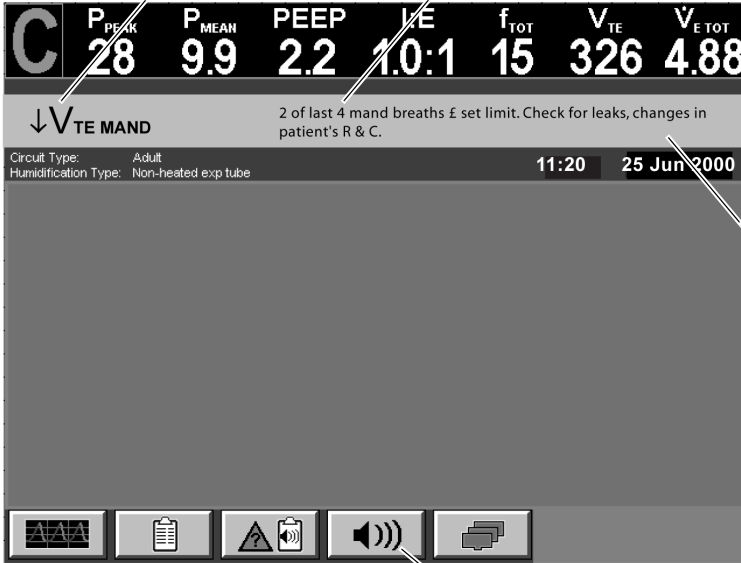 C
PPEAK PMEAN PEEP I:E fTOT VTE V̇E TOT
28 9.9 2.2 1.0:1 15 326 4.88
↓VTE MAND
2 of last 4 mand breaths £ set limit. Check for leaks, changes in
patient's R & C.
Circuit Type: Adult
Humidification Type: Non-heated exp tube
11:20 25 Jun 2000